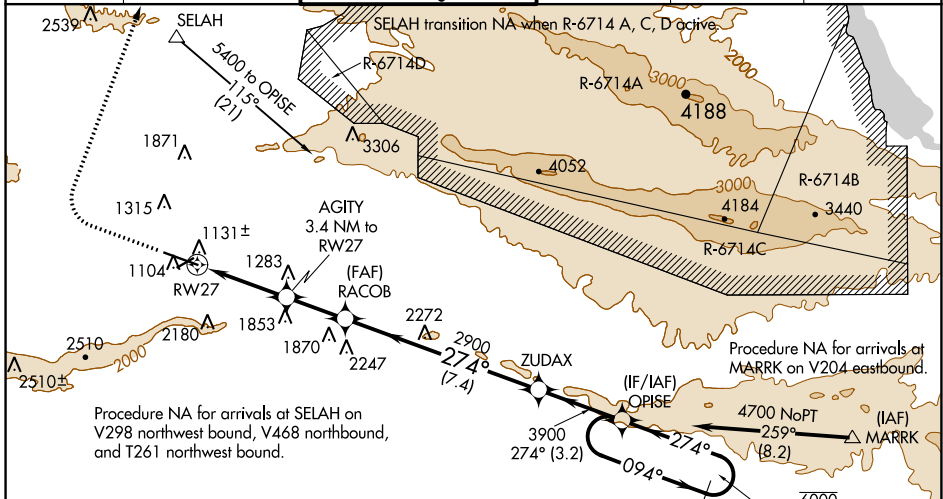 2539
SELAH
SELAH transition NA when R-6714 A, C, D active.
5400 to OPISE
115°
(21)
R-6714D
R-6714A
3000
2000
4188
1871
3306
4052
3000
R-6714B
4184
3440
R-6714C
1315
AGITY
3.4 NM to
RW27
1131±
1104
RW27
1283
(FAF)
RACOB
1853
1870
2247
2272
2900
274°
(7.4)
2180
2510
2000
2510±
ZUDAX
Procedure NA for arrivals at
MARRK on V204 eastbound.
(IF/IAF)
OPISE
4700 NoPT
259°
(8.2)
(IAF)
MARRK
3900
274° (3.2)
274°
094°
Procedure NA for arrivals at SELAH on
V298 northwest bound, V468 northbound,
and T261 northwest bound.
6000